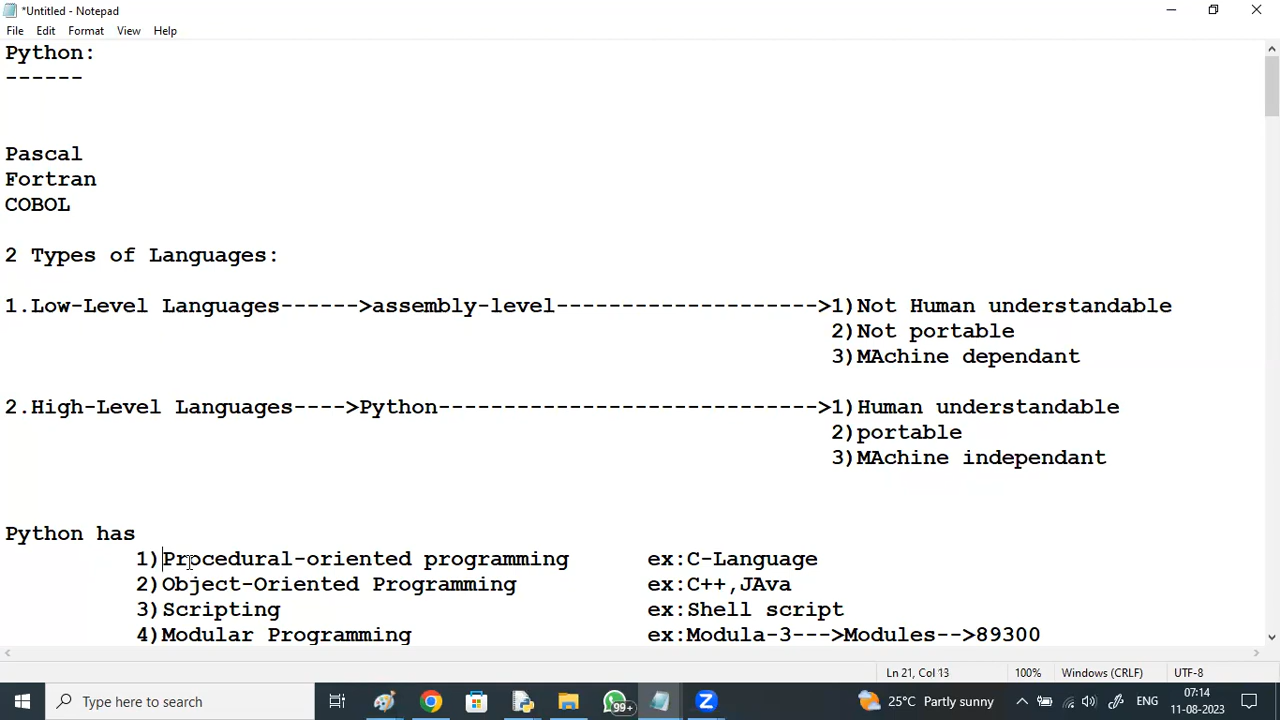 *Untitled - Notepad
File Edit Format View Help
Python:
------
Pascal
Fortran
COBOL
2 Types of Languages:
1.Low-Level Languages------>assembly-level-------------------->1)Not Human understandable
2)Not portable
3)MAchine dependant
2.High-Level Languages---->Python----------------------------->1)Human understandable
2)portable
3)MAchine independant
Python has
1)Procedural-oriented programming ex:C-Language
2)Object-Oriented Programming ex:C++,JAva
3)Scripting ex:Shell script
4)Modular Programming ex:Modula-3--->Modules-->89300
Ln 21, Col 13 100% Windows (CRLF) UTF-8
Type here to search 99+ 25°C Partly sunny ENG 07:14
11-08-2023